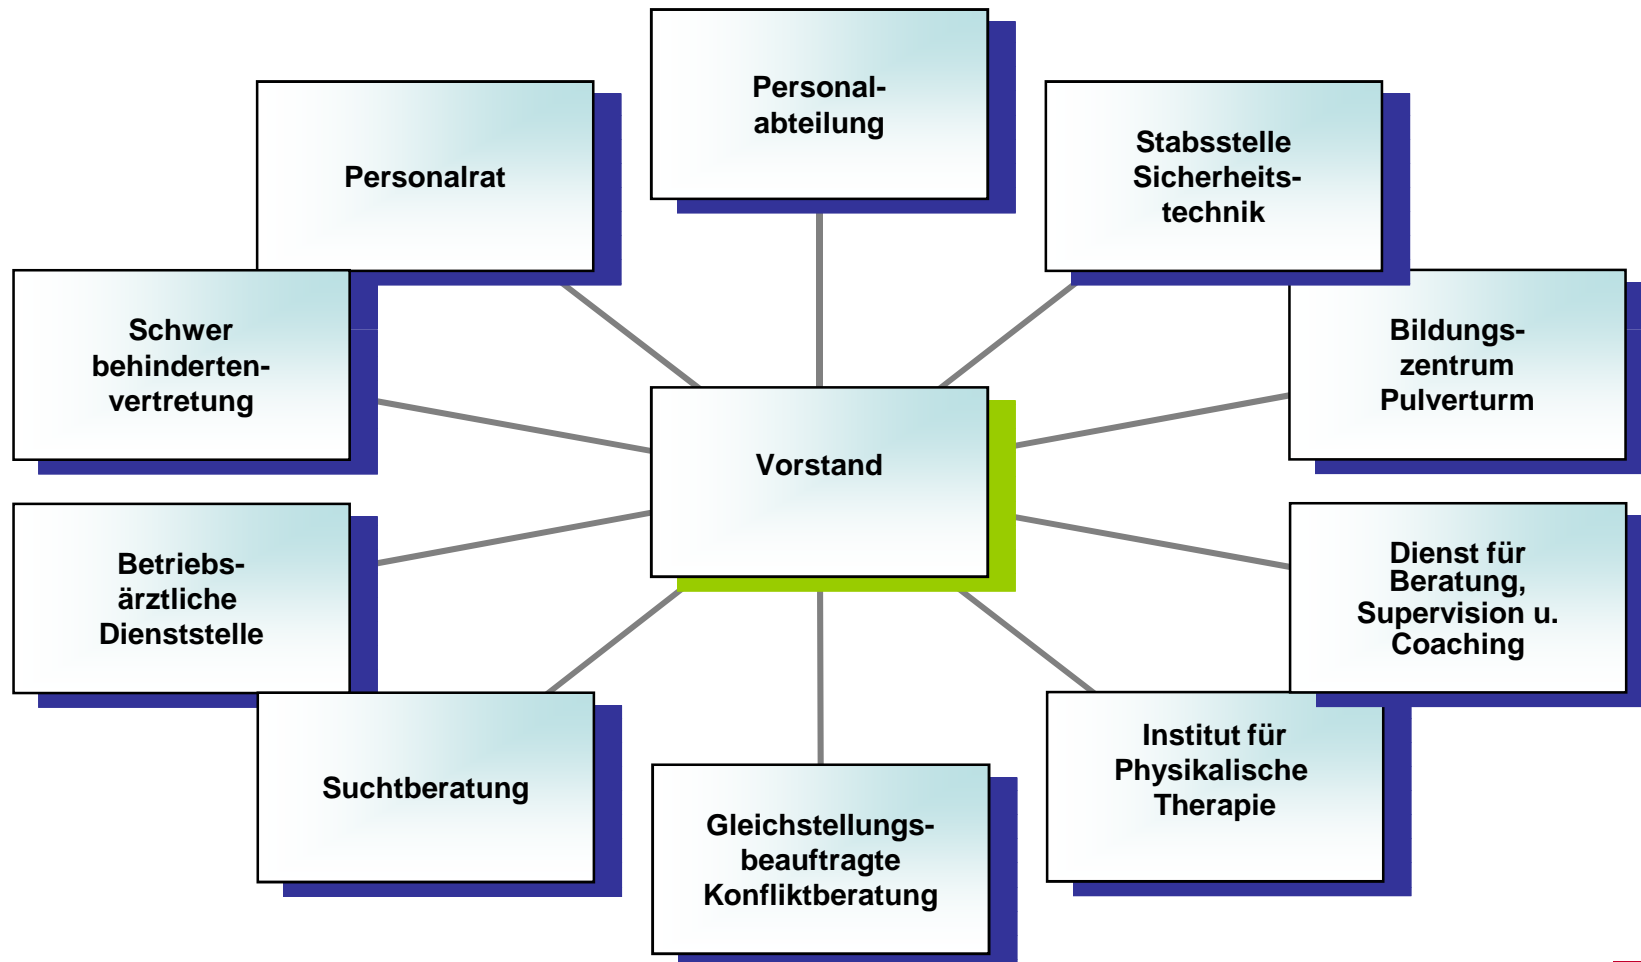 Personal-
abteilung
Stabsstelle
Sicherheits-
technik
Personalrat
Bildungs-
zentrum
Pulverturm
Schwer
behinderten-
vertretung
Vorstand
Dienst für
Beratung,
Supervision u.
Coaching
Betriebs-
ärztliche
Dienststelle
Institut für
Physikalische
Therapie
Suchtberatung
Gleichstellungs-
beauftragte
Konfliktberatung